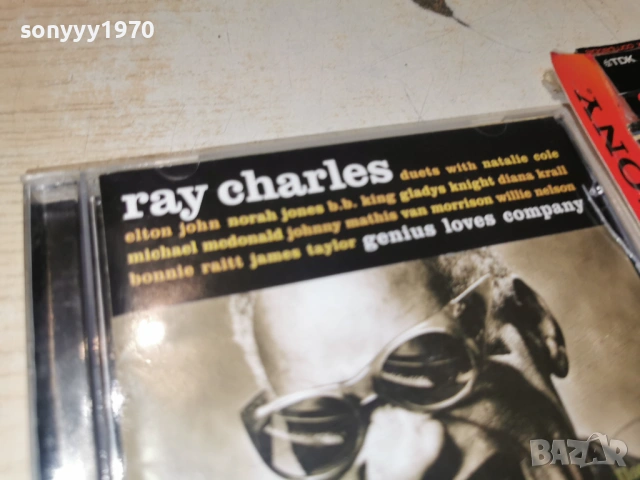 sonyyy1970
TDK
ONY
ray charles duets with natalie cole
elton john norah jones b.b. king gladys knight diana krall
michael mcdonald johnny mathis van morrison willie nelson
bonnie raitt james taylor genius loves company
BAZAR